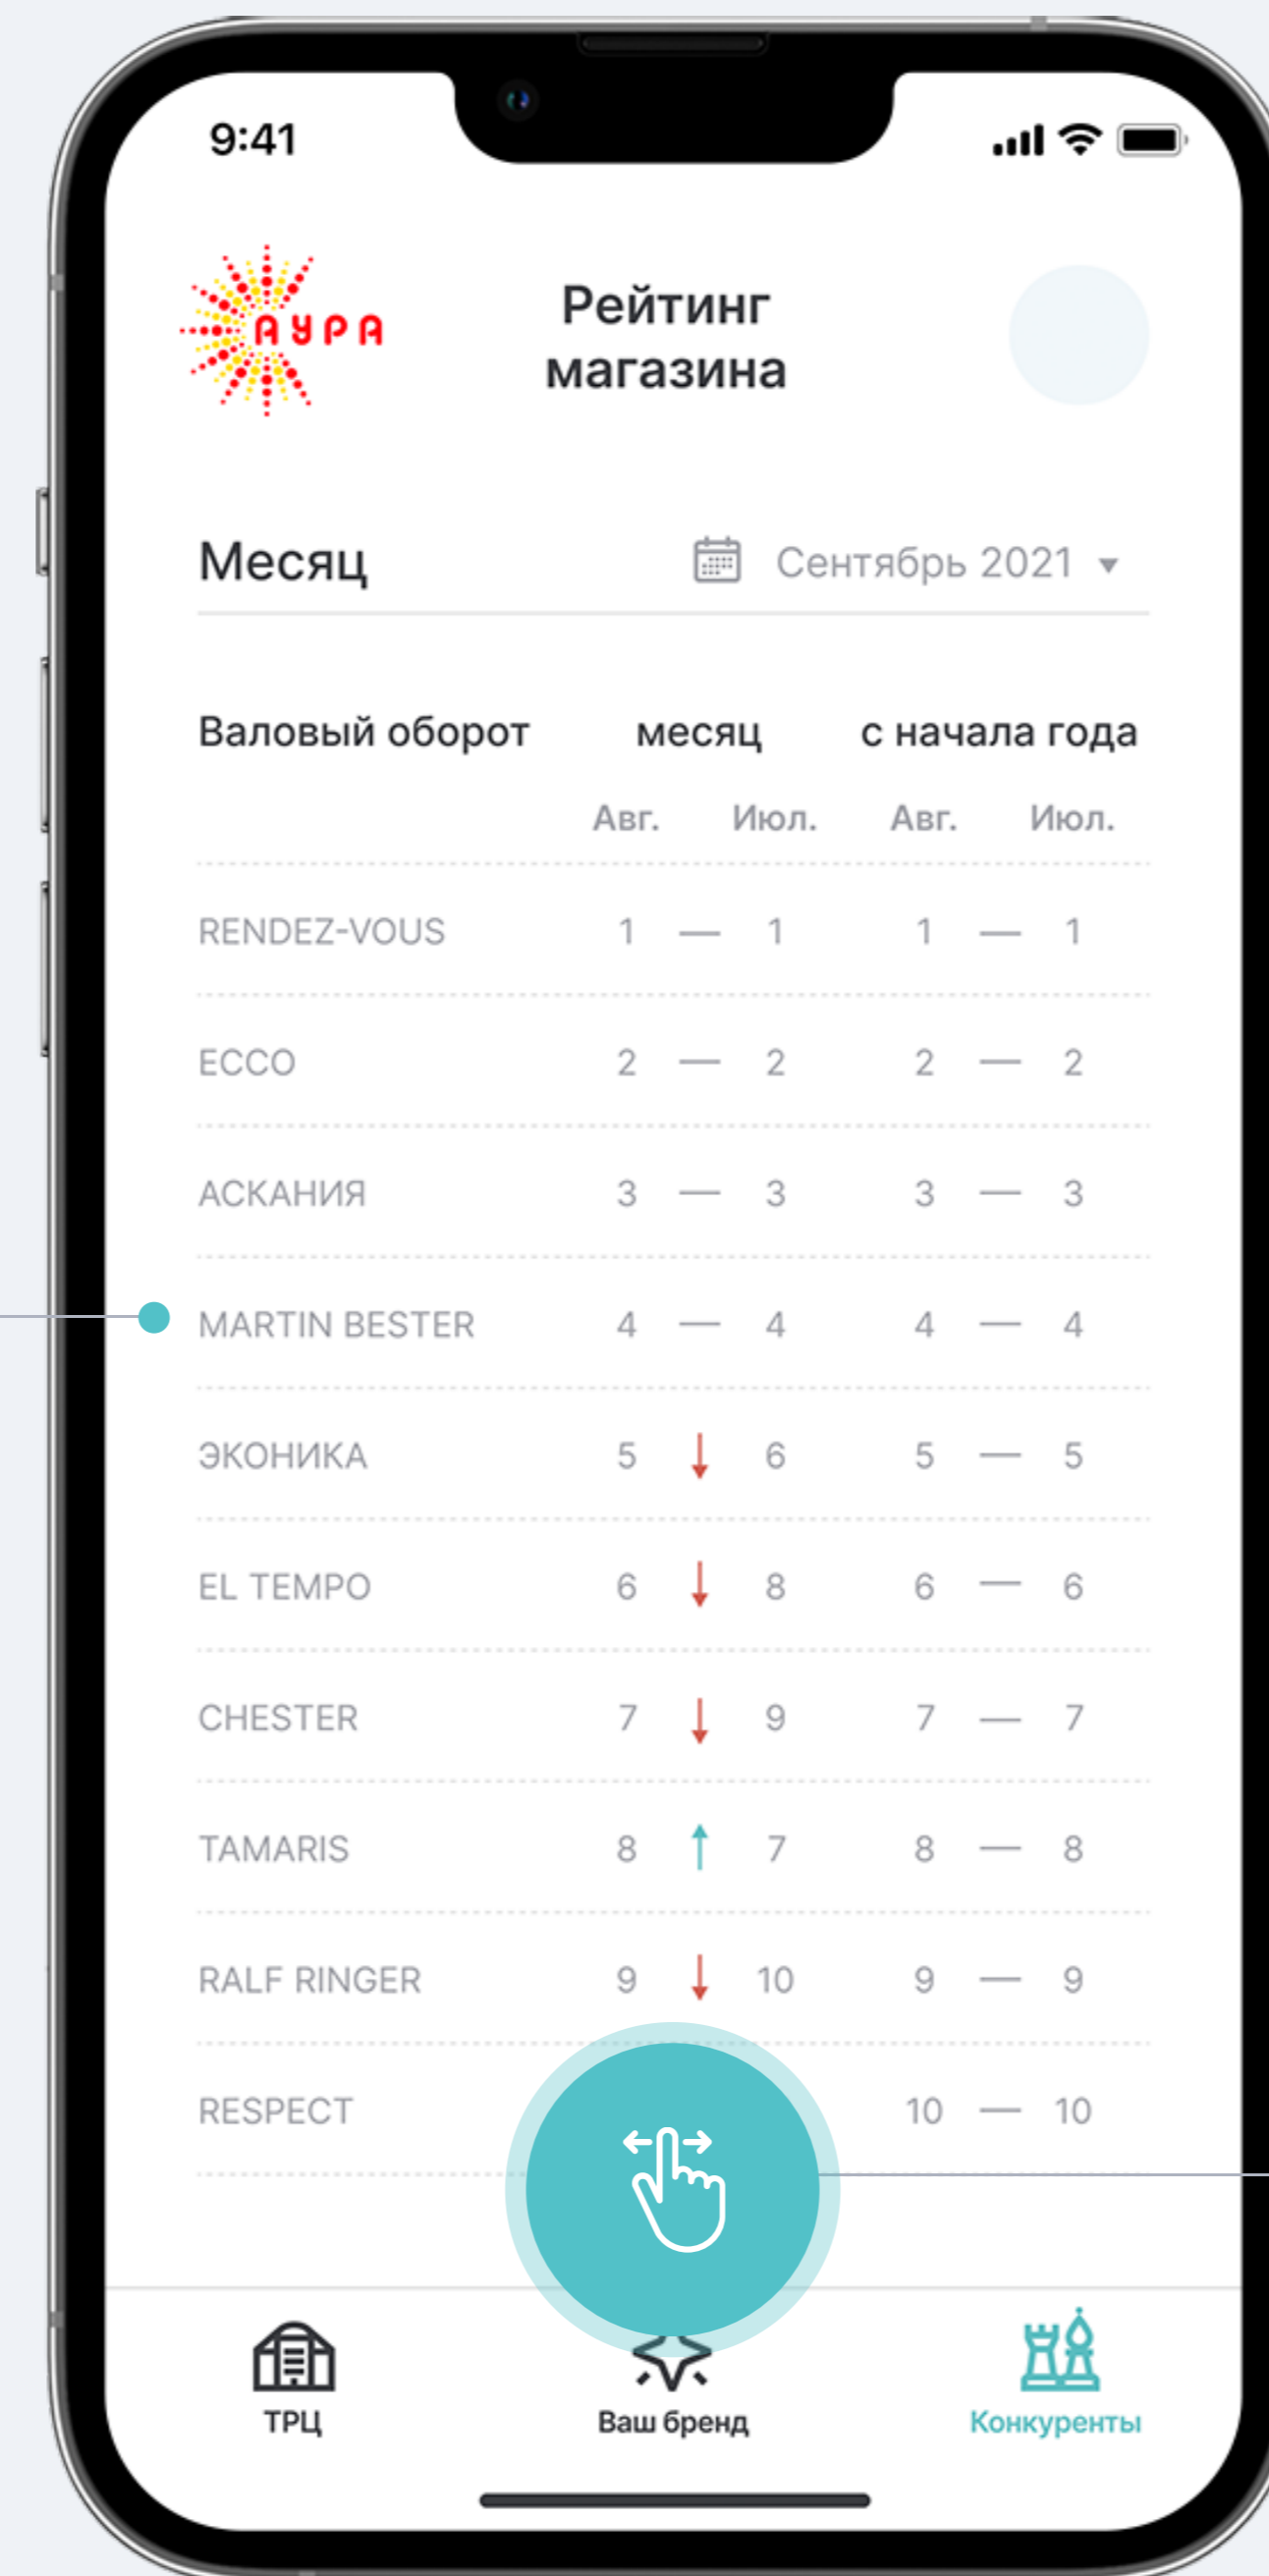 9:41
АУРА
Рейтинг
магазина
Месяц Сентябрь 2021
Валовый оборот месяц с начала года
Авг. Июл. Авг. Июл.
RENDEZ-VOUS 1 — 1 1 — 1
ECCO 2 — 2 2 — 2
АСКАНИЯ 3 — 3 3 — 3
MARTIN BESTER 4 — 4 4 — 4
ЭКОНИКА 5 ↓ 6 5 — 5
EL TEMPO 6 ↓ 8 6 — 6
CHESTER 7 ↓ 9 7 — 7
TAMARIS 8 ↑ 7 8 — 8
RALF RINGER 9 ↓ 10 9 — 9
RESPECT 10 — 10
ТРЦ Ваш бренд Конкуренты